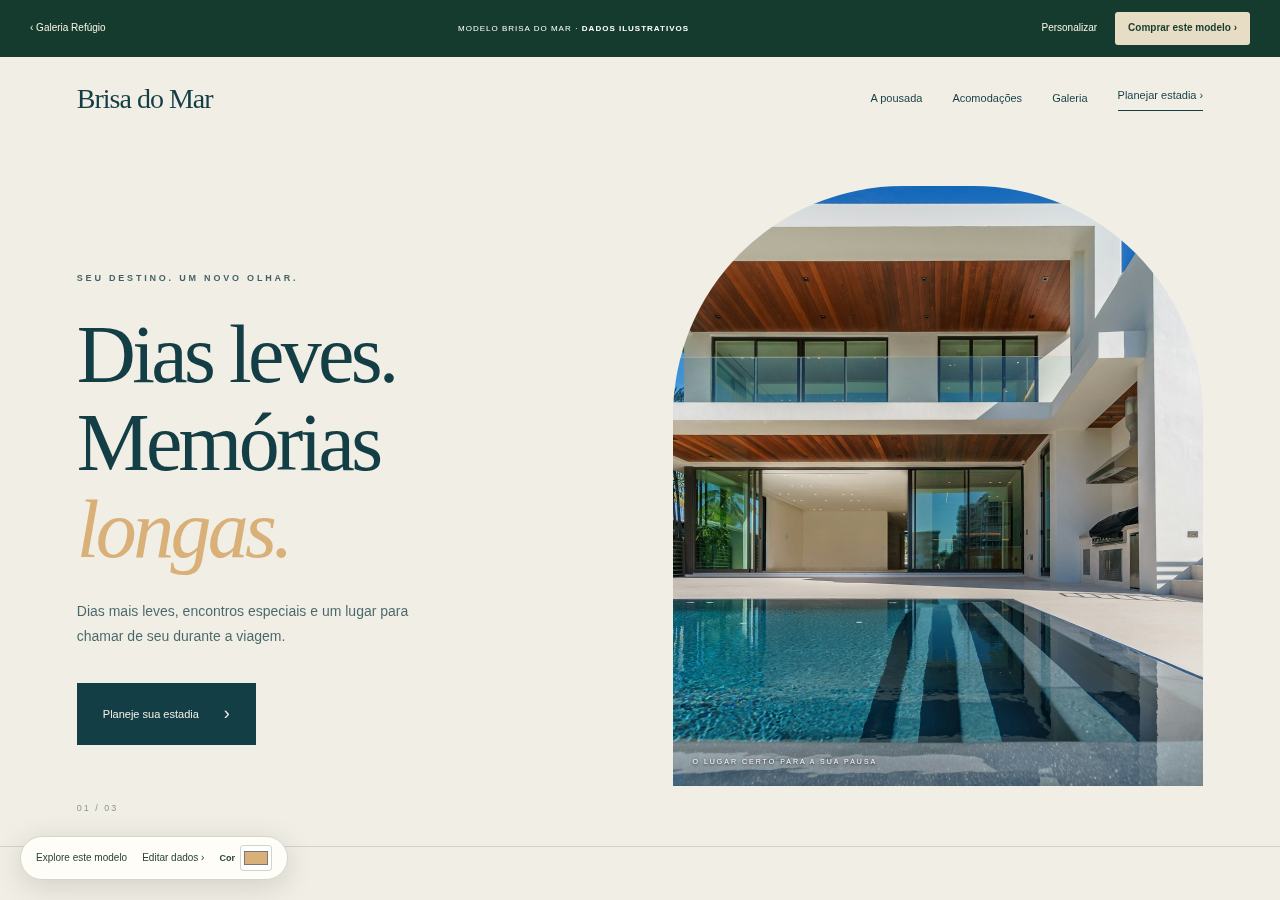 ‹ Galeria Refúgio
MODELO BRISA DO MAR · DADOS ILUSTRATIVOS
Personalizar
Comprar este modelo ›
Brisa do Mar
A pousada
Acomodações
Galeria
Planejar estadia ›
SEU DESTINO. UM NOVO OLHAR.
Dias leves.
Memórias
longas.
Dias mais leves, encontros especiais e um lugar para
chamar de seu durante a viagem.
Planeje sua estadia ›
O LUGAR CERTO PARA A SUA PAUSA
01 / 03
Explore este modelo
Editar dados ›
Cor